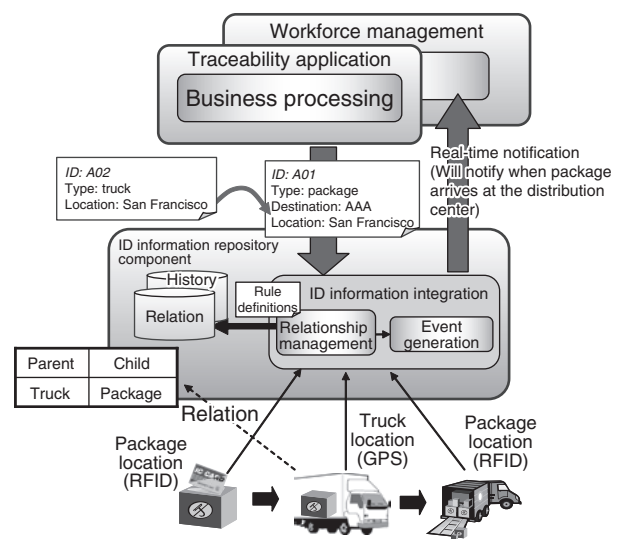 Workforce management
Traceability application
Business processing
Real-time notification
(Will notify when package
arrives at the distribution
center)
ID: A02
Type: truck
Location: San Francisco
ID: A01
Type: package
Destination: AAA
Location: San Francisco
ID information repository
component
History
Relation
Rule
definitions
ID information integration
Relationship
management
Event
generation
Parent
Child
Truck
Package
Relation
Package
location
(RFID)
Truck
location
(GPS)
Package
location
(RFID)
IC CARD